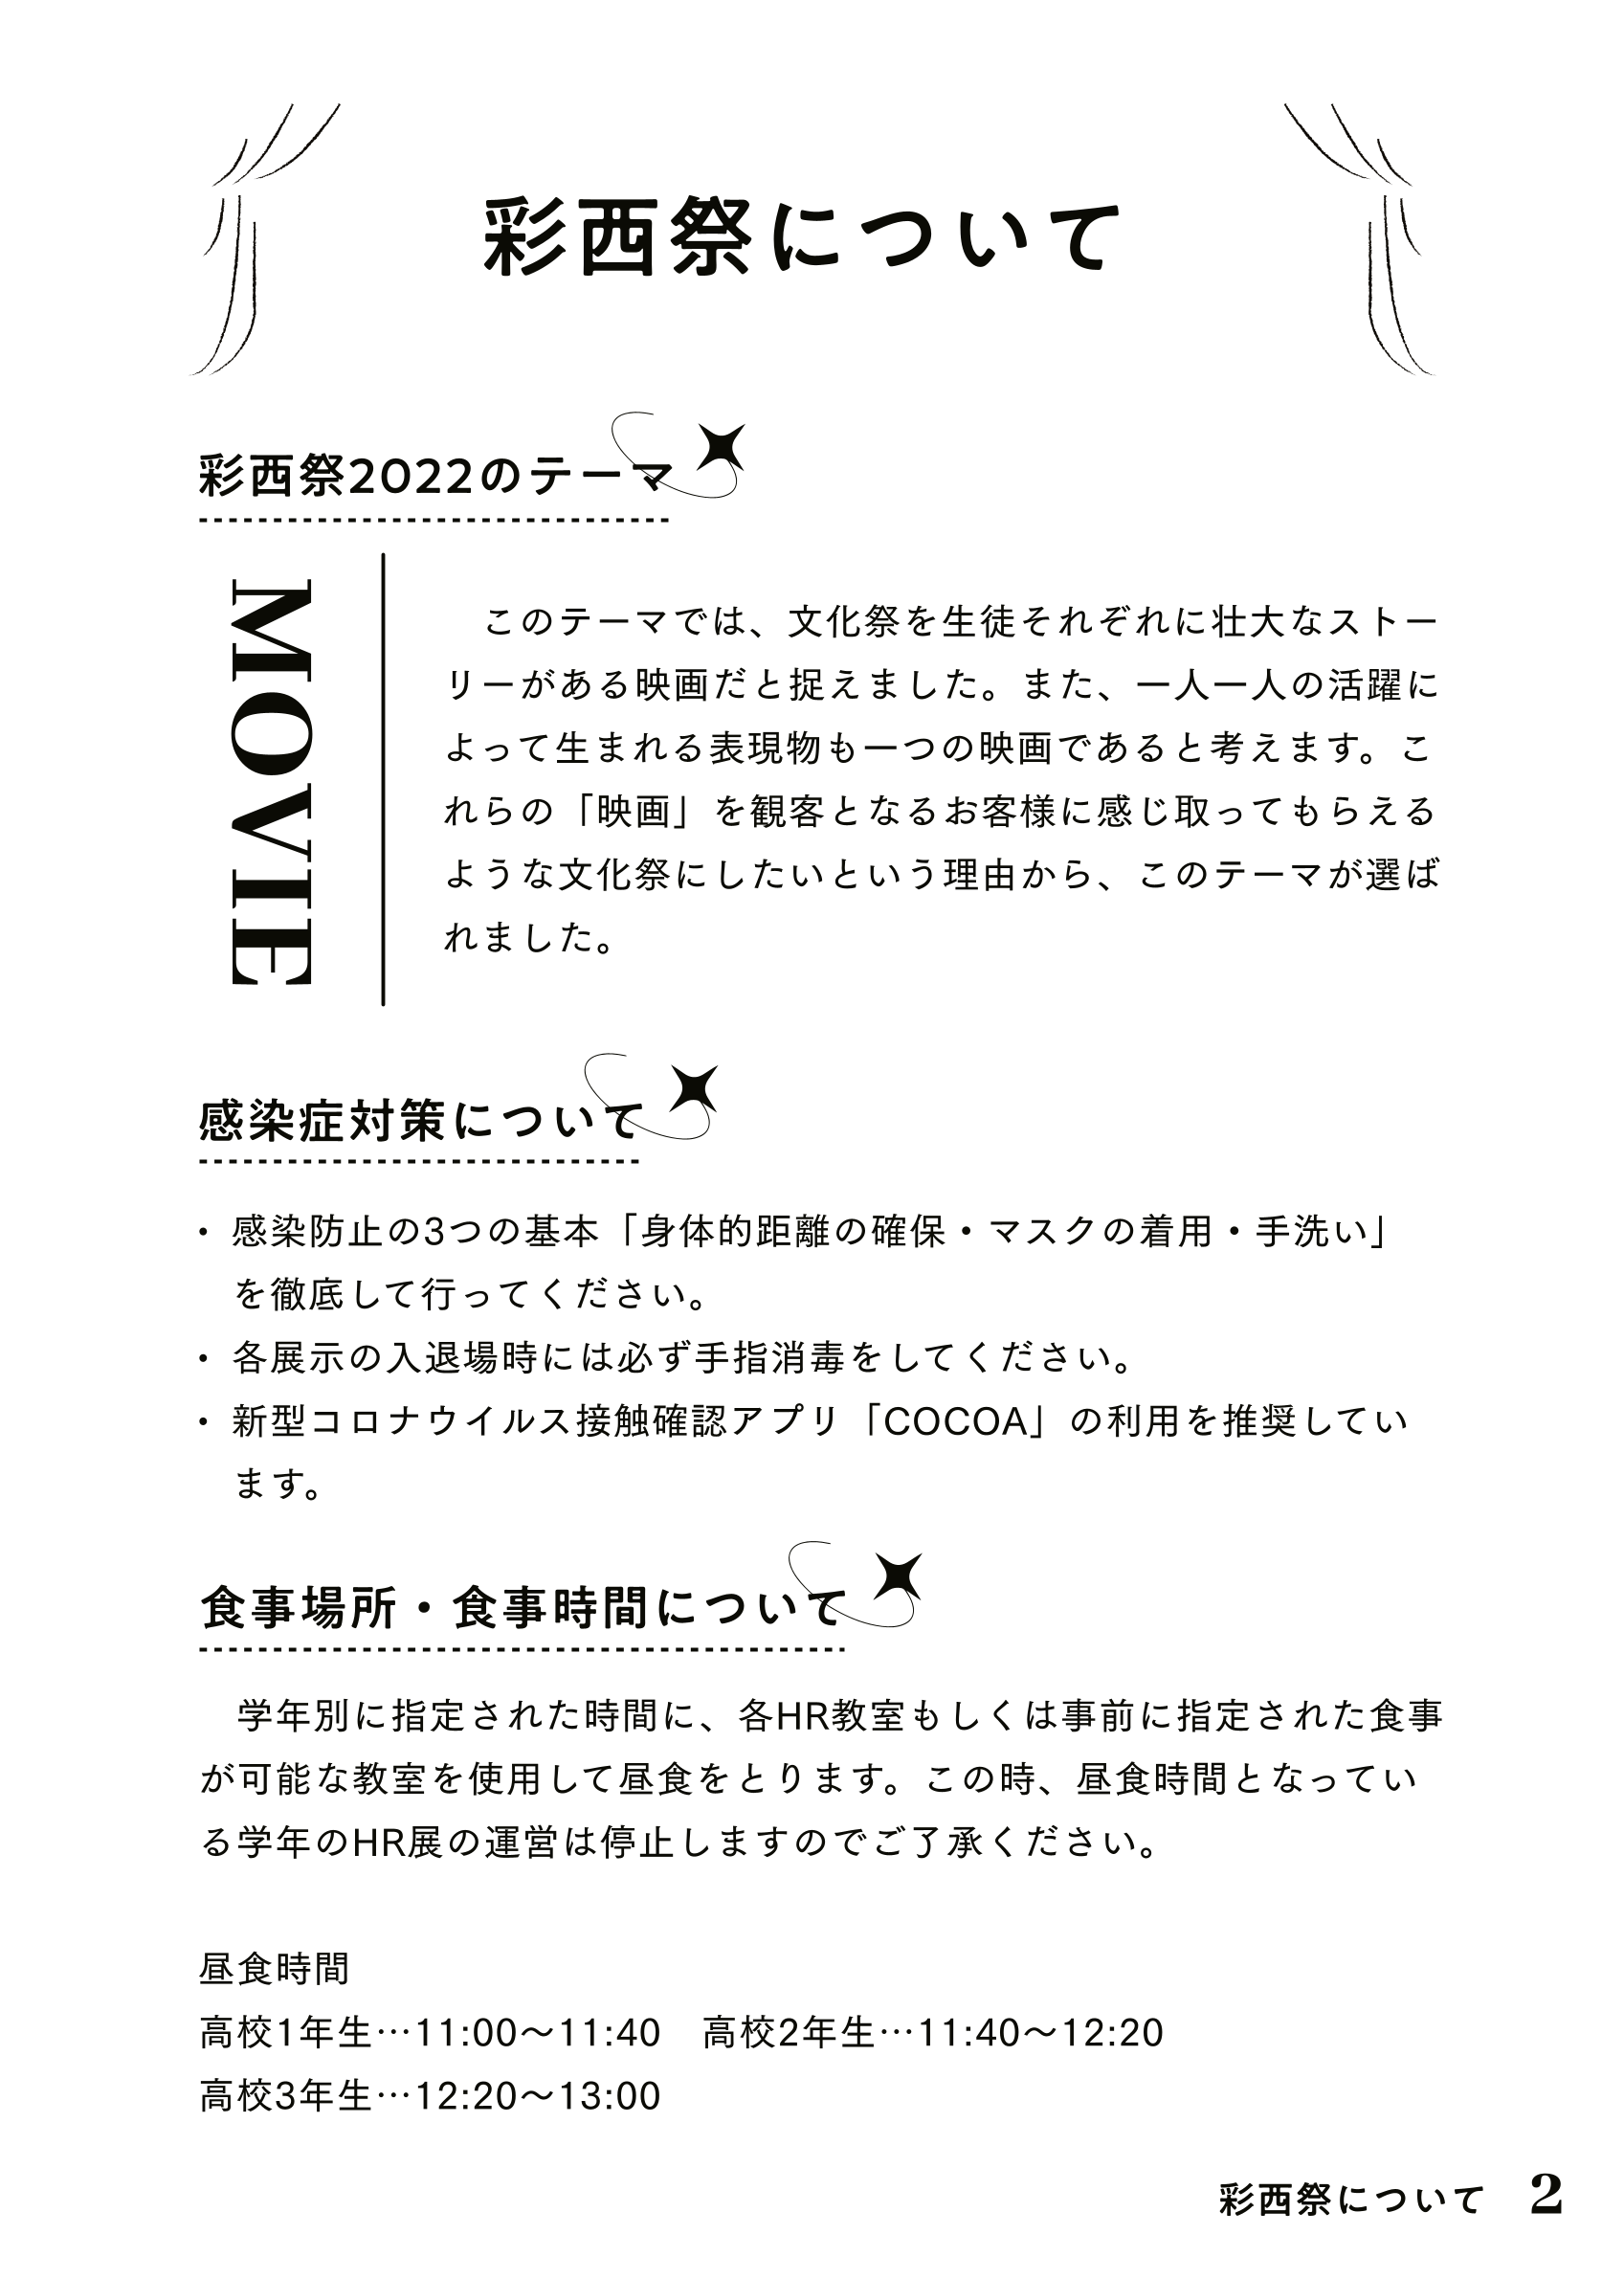 彩西祭について
彩西祭2022のテーマ
MOVIE
　このテーマでは、文化祭を生徒それぞれに壮大なストー
リーがある映画だと捉えました。また、一人一人の活躍に
よって生まれる表現物も一つの映画であると考えます。こ
れらの「映画」を観客となるお客様に感じ取ってもらえる
ような文化祭にしたいという理由から、このテーマが選ば
れました。
感染症対策について
・感染防止の3つの基本「身体的距離の確保・マスクの着用・手洗い」
を徹底して行ってください。
・各展示の入退場時には必ず手指消毒をしてください。
・新型コロナウイルス接触確認アプリ「COCOA」の利用を推奨してい
ます。
食事場所・食事時間について
　学年別に指定された時間に、各HR教室もしくは事前に指定された食事
が可能な教室を使用して昼食をとります。この時、昼食時間となってい
る学年のHR展の運営は停止しますのでご了承ください。
昼食時間
高校1年生…11:00〜11:40　高校2年生…11:40〜12:20
高校3年生…12:20〜13:00
彩西祭について　2